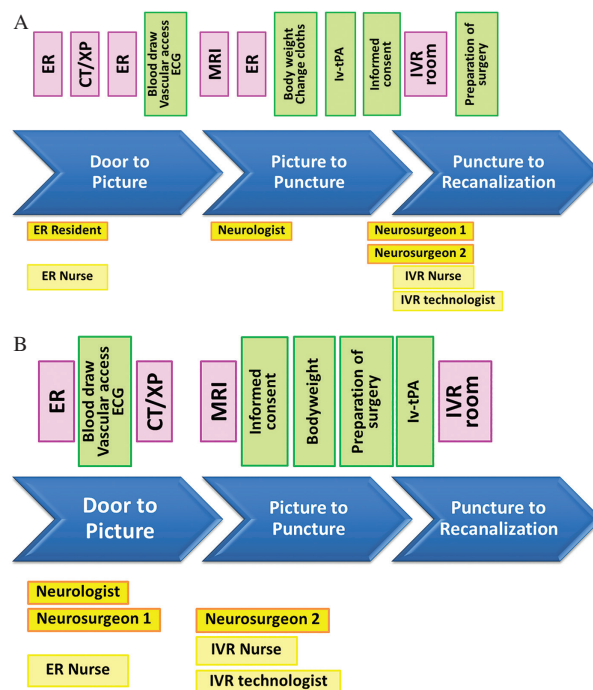 A
ER
CT/XP
ER
Blood draw
Vascular access
ECG
MRI
ER
Body weight
Change cloths
Iv-tPA
Informed
consent
IVR
room
Preparation of
surgery
Door to
Picture
Picture to
Puncture
Puncture to
Recanalization
ER Resident
Neurologist
Neurosurgeon 1
Neurosurgeon 2
ER Nurse
IVR Nurse
IVR technologist
B
ER
Blood draw
Vascular access
ECG
CT/XP
MRI
Informed
consent
Bodyweight
Preparation of
surgery
Iv-tPA
IVR
room
Door to
Picture
Picture to
Puncture
Puncture to
Recanalization
Neurologist
Neurosurgeon 1
Neurosurgeon 2
ER Nurse
IVR Nurse
IVR technologist